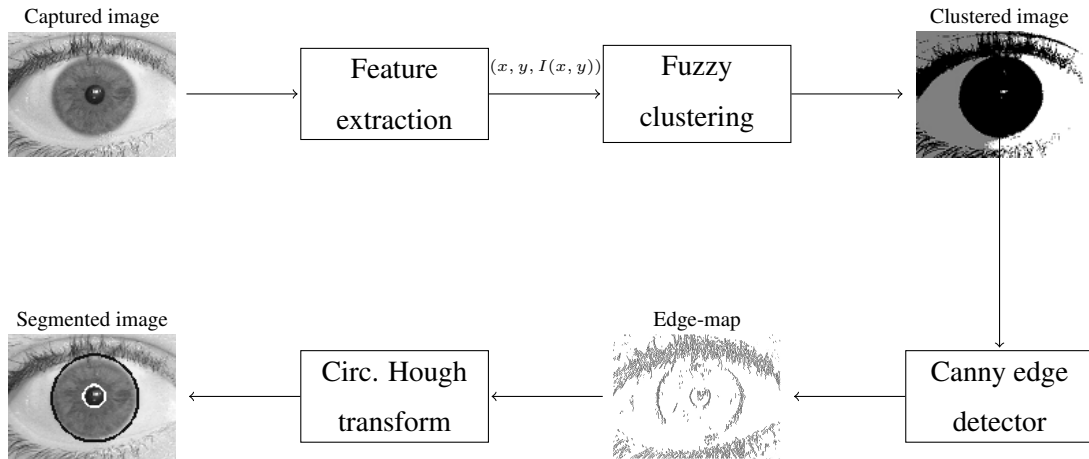 Captured image
Feature
extraction
(x, y, I(x, y))
Fuzzy
clustering
Clustered image
Segmented image
Circ. Hough
transform
Edge-map
Canny edge
detector